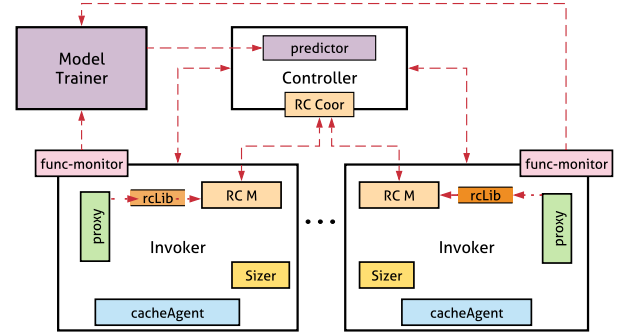 Model
Trainer
predictor
Controller
RC Coor
func-monitor
func-monitor
proxy
rcLib
RC M
Invoker
Sizer
cacheAgent
...
RC M
rcLib
proxy
Invoker
Sizer
cacheAgent